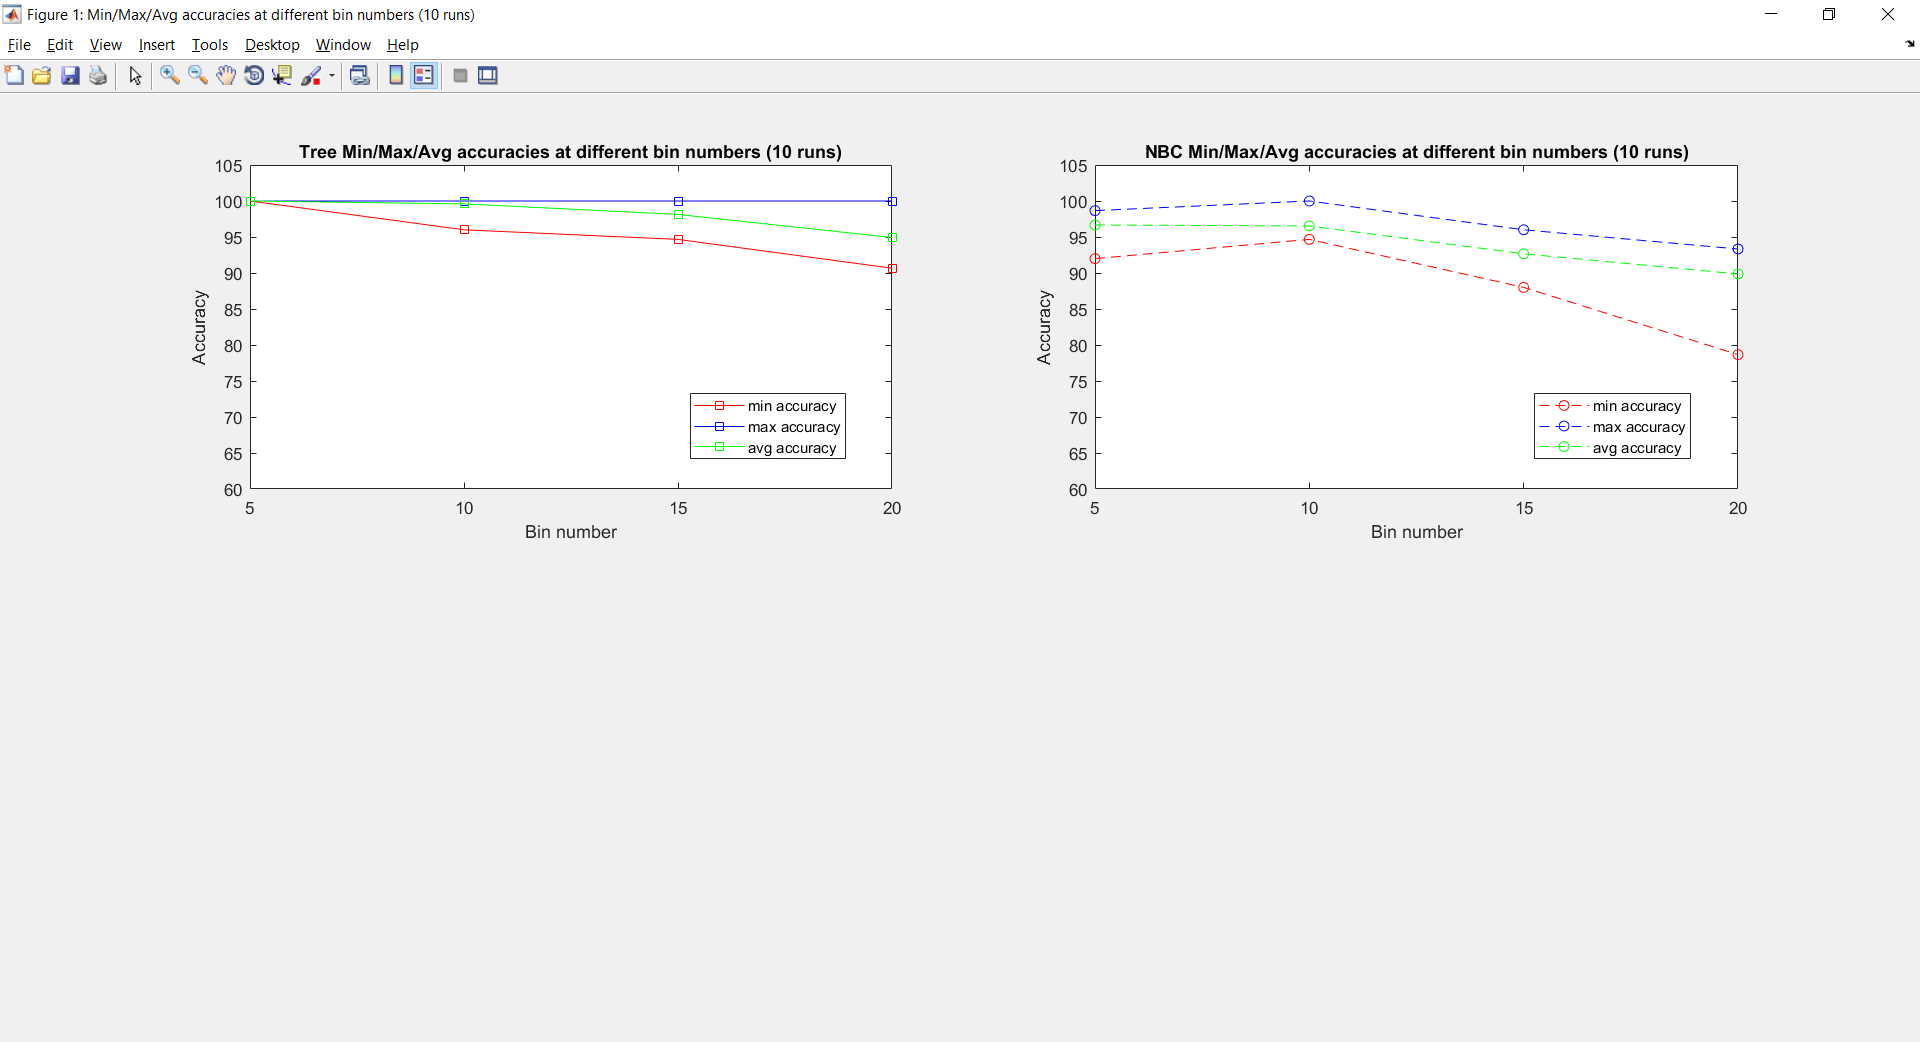 Figure 1: Min/Max/Avg accuracies at different bin numbers (10 runs)
File Edit View Insert Tools Desktop Window Help
Tree Min/Max/Avg accuracies at different bin numbers (10 runs)
105
100
95
90
85
80
75
70
65
60
Accuracy
min accuracy
max accuracy
avg accuracy
5 10 15 20
Bin number
NBC Min/Max/Avg accuracies at different bin numbers (10 runs)
105
100
95
90
85
80
75
70
65
60
Accuracy
min accuracy
max accuracy
avg accuracy
5 10 15 20
Bin number